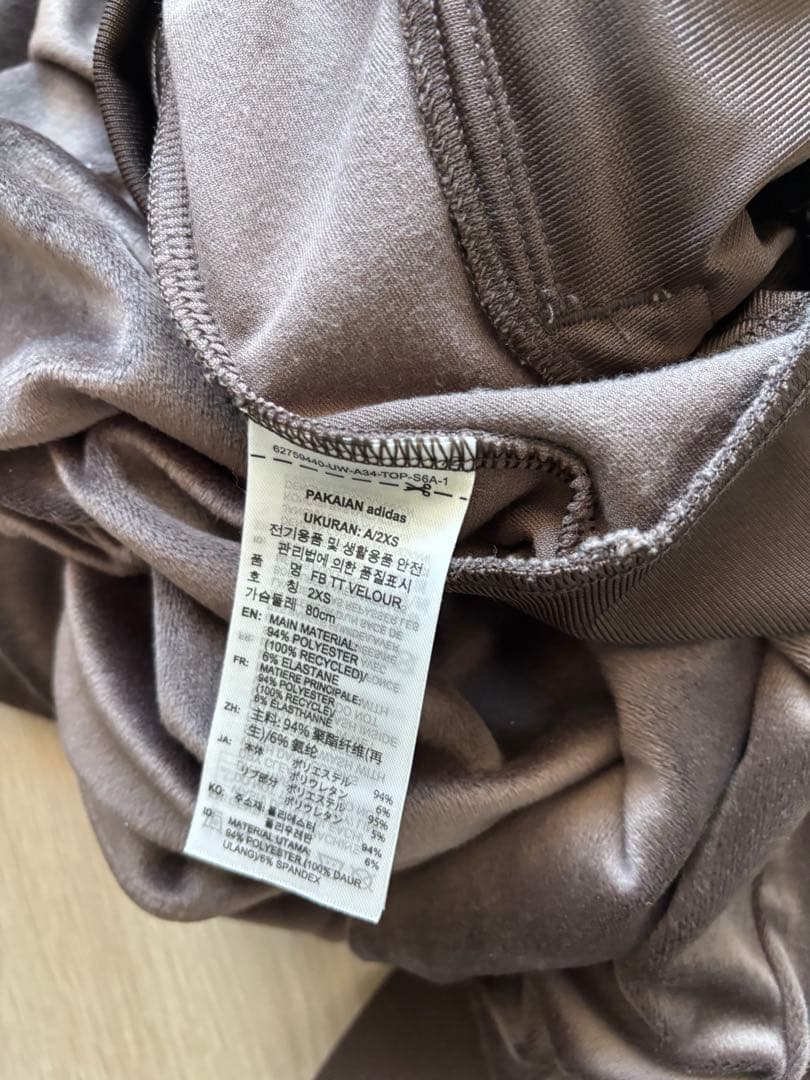 62759440-UW-A34-TOP-S6A-1
PAKAIAN adidas
UKURAN: A/2XS
전기용품 및 생활용품 안전
관리법에 의한 품질표시
품 명 FB TT VELOUR
호 칭 2XS
가슴둘레 80cm
EN: MAIN MATERIAL:
94% POLYESTER
(100% RECYCLED)/
6% ELASTANE
FR: MATIERE PRINCIPALE:
94% POLYESTER
(100% RECYCLE)/
6% ELASTHANNE
ZH: 主料: 94% 聚酯纤维(再
生)/6% 氨纶
JA: 本体 ポリエステル 94%
ポリウレタン 6%
リブ部分 ポリエステル 95%
ポリウレタン 5%
KO: 주소재: 폴리에스터 94%
폴리우레탄 6%
ID: MATERIAL UTAMA:
94% POLYESTER (100% DAUR
ULANG)/6% SPANDEX